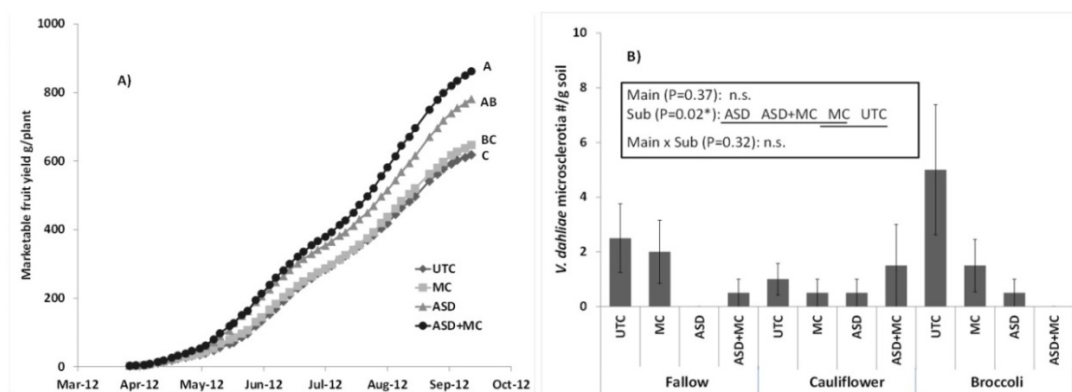 A)
Marketable fruit yield g/plant
1000
800
600
400
200
0
A
AB
BC
C
UTC
MC
ASD
ASD+MC
Mar-12 Apr-12 May-12 Jun-12 Jul-12 Aug-12 Sep-12 Oct-12
B)
V. dahliae microsclerotia #/g soil
10
8
6
4
2
0
Main (P=0.37): n.s.
Sub (P=0.02*): ASD ASD+MC MC UTC
Main x Sub (P=0.32): n.s.
UTC MC ASD ASD+MC UTC MC ASD ASD+MC UTC MC ASD ASD+MC
Fallow Cauliflower Broccoli